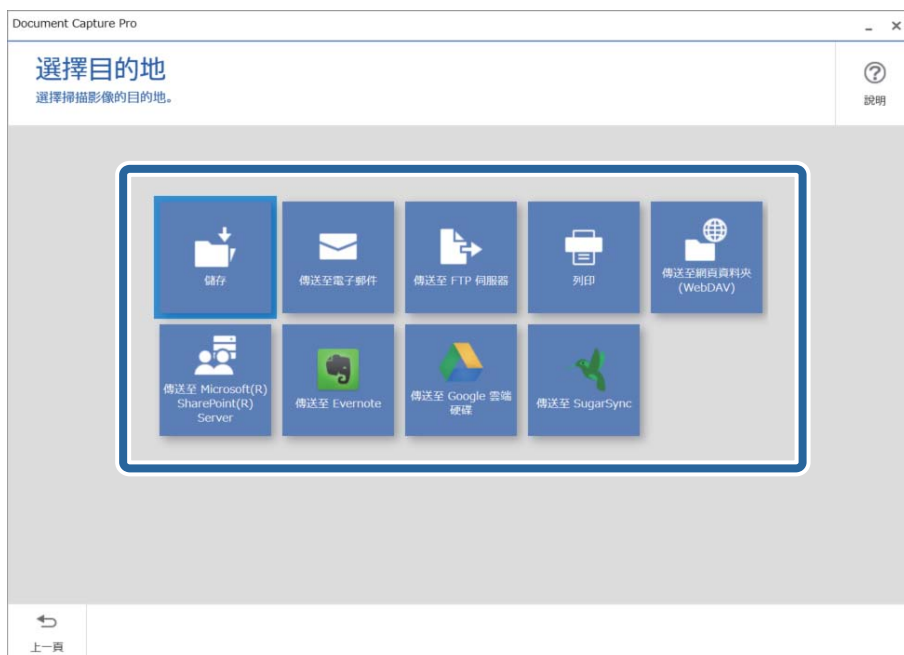 Document Capture Pro
選擇目的地
選擇掃描影像的目的地。
說明
儲存
傳送至電子郵件
傳送至 FTP 伺服器
列印
傳送至網頁資料夾
(WebDAV)
傳送至 Microsoft(R)
SharePoint(R)
Server
傳送至 Evernote
傳送至 Google 雲端
硬碟
傳送至 SugarSync
上一頁